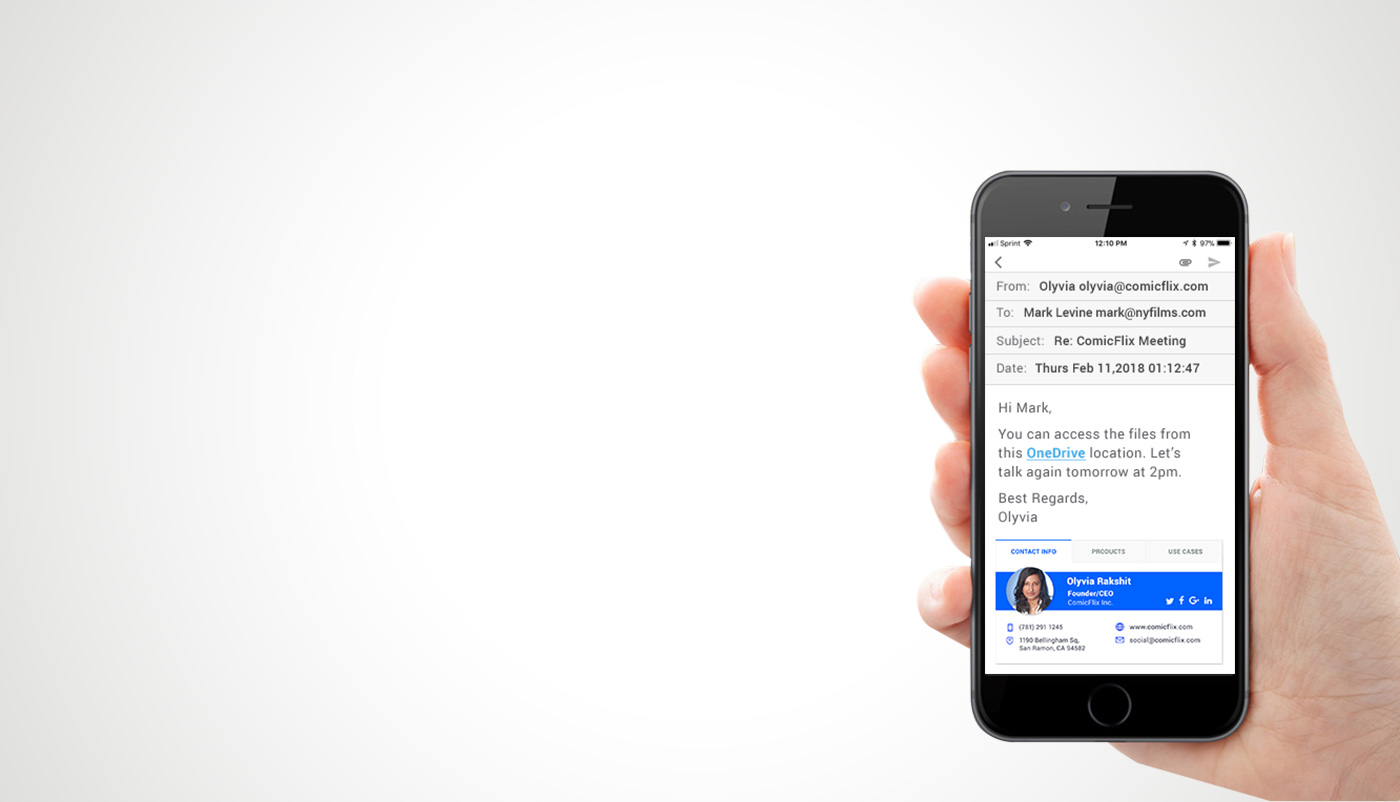 Sprint 12:10 PM 97%
From: Olyvia olyvia@comicflix.com
To: Mark Levine mark@nyfilms.com
Subject: Re: ComicFlix Meeting
Date: Thurs Feb 11,2018 01:12:47
Hi Mark,
You can access the files from
this OneDrive location. Let's
talk again tomorrow at 2pm.
Best Regards,
Olyvia
CONTACT INFO PRODUCTS USE CASES
Olyvia Rakshit
Founder/CEO
ComicFlix Inc.
(781) 291 1245
1190 Bellingham Sq,
San Ramon, CA 94582
www.comicflix.com
social@comicflix.com